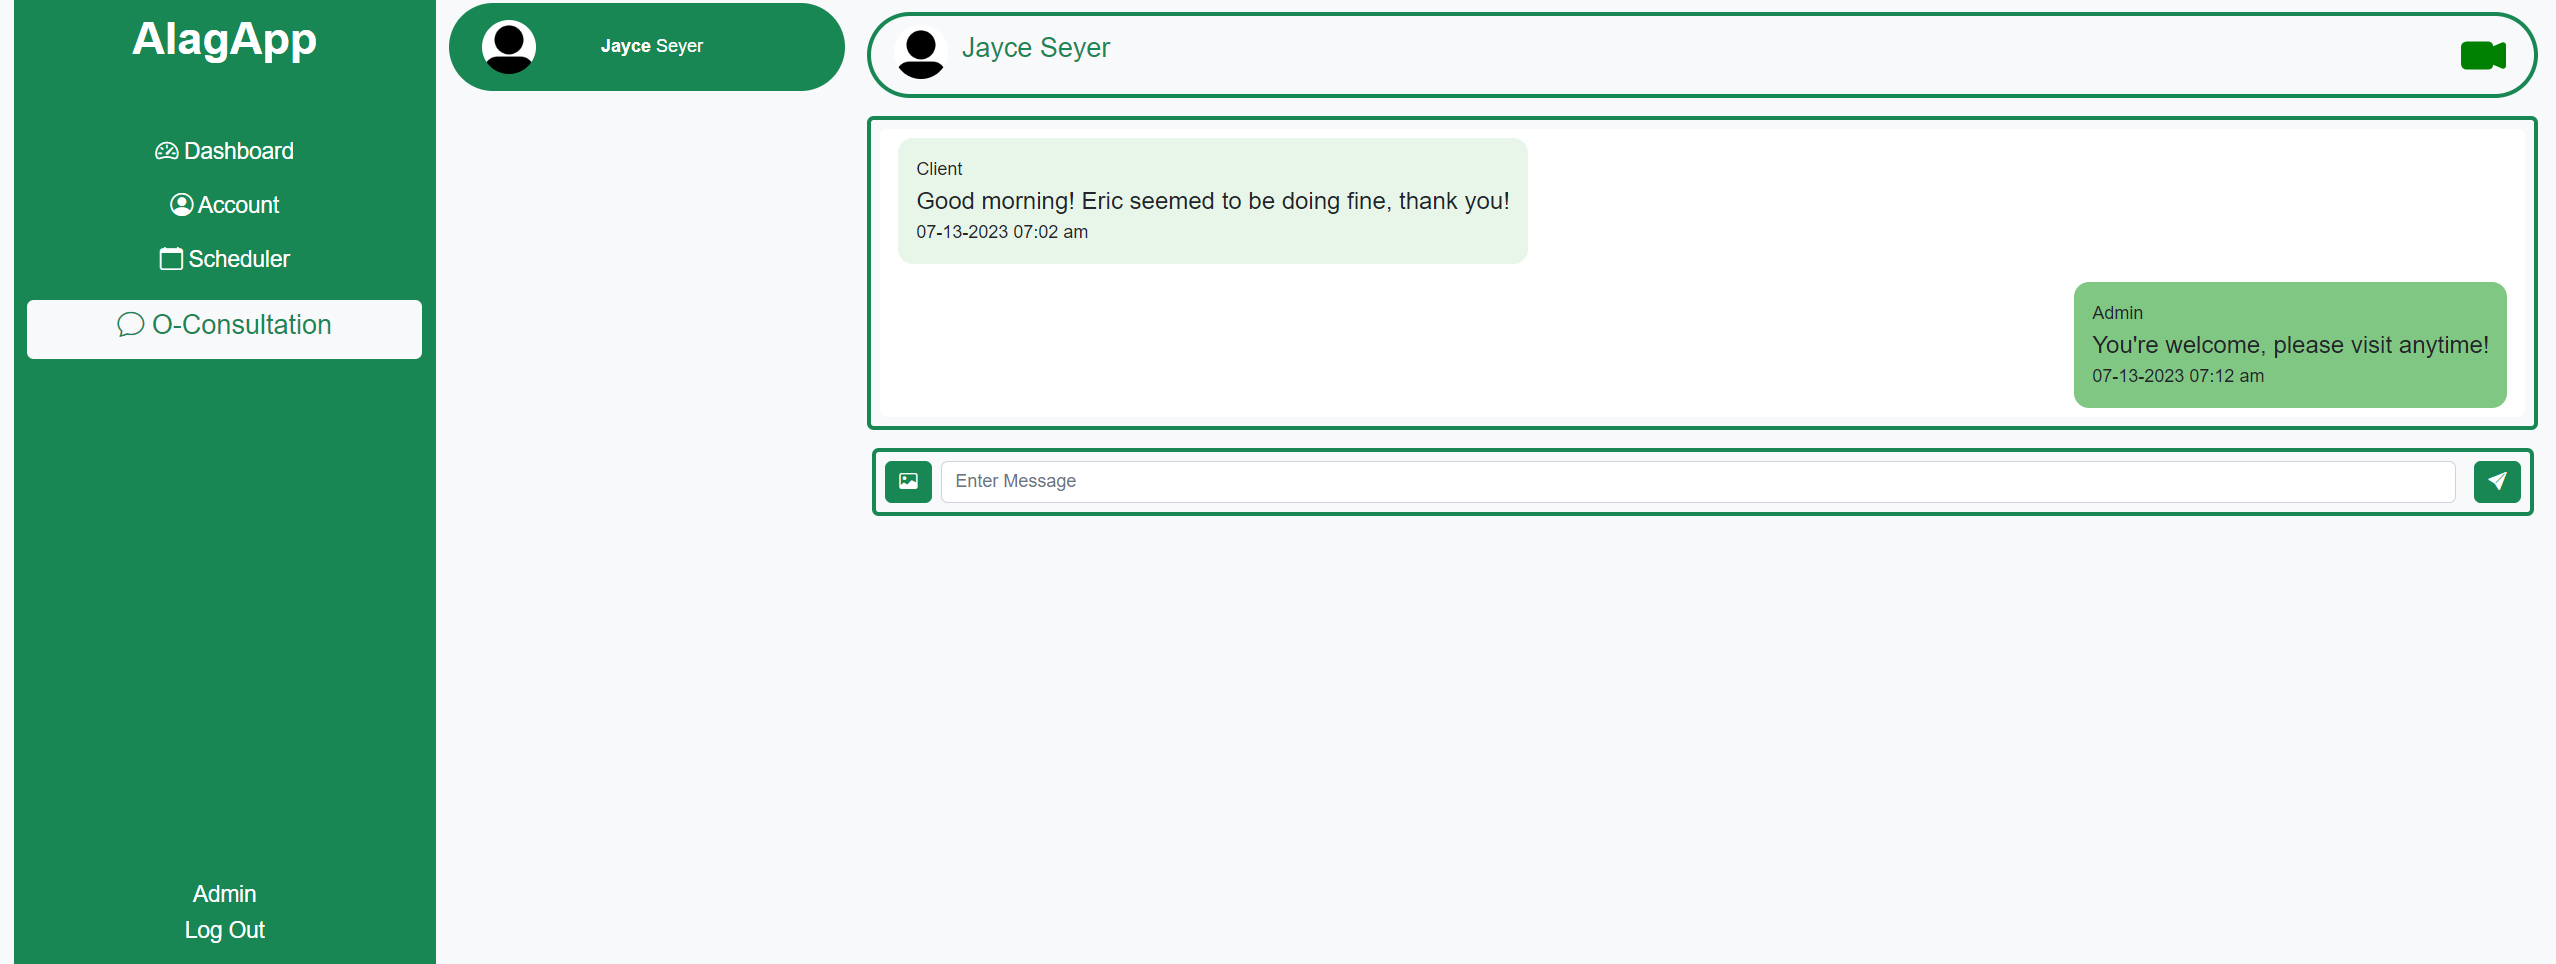 AlagApp
Dashboard
Account
Scheduler
O-Consultation
Admin
Log Out
Jayce Seyer
Jayce Seyer
Client
Good morning! Eric seemed to be doing fine, thank you!
07-13-2023 07:02 am
Admin
You're welcome, please visit anytime!
07-13-2023 07:12 am
Enter Message